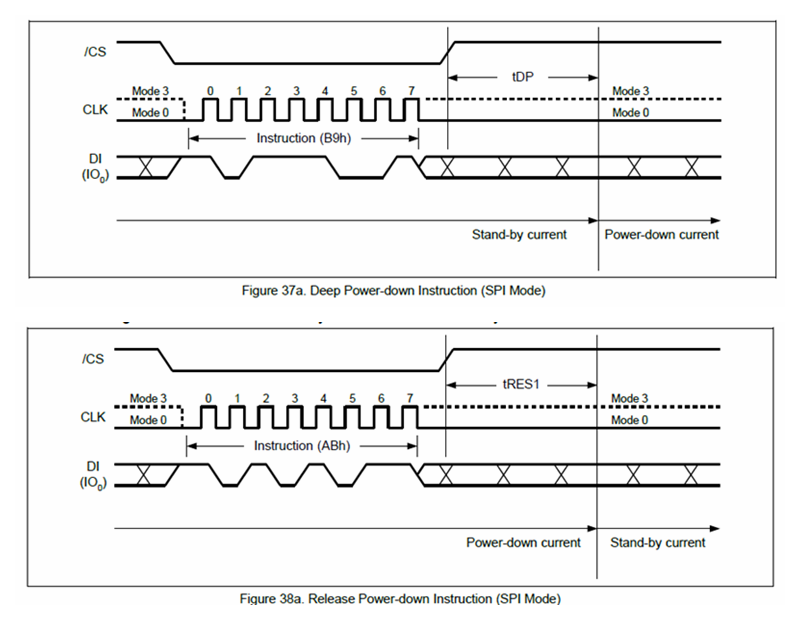 /CS
tDP
Mode 3 0 1 2 3 4 5 6 7 Mode 3
CLK Mode 0 Mode 0
Instruction (B9h)
DI
(IO0)
Stand-by current Power-down current
Figure 37a. Deep Power-down Instruction (SPI Mode)
/CS
tRES1
Mode 3 0 1 2 3 4 5 6 7 Mode 3
CLK Mode 0 Mode 0
Instruction (ABh)
DI
(IO0)
Power-down current Stand-by current
Figure 38a. Release Power-down Instruction (SPI Mode)